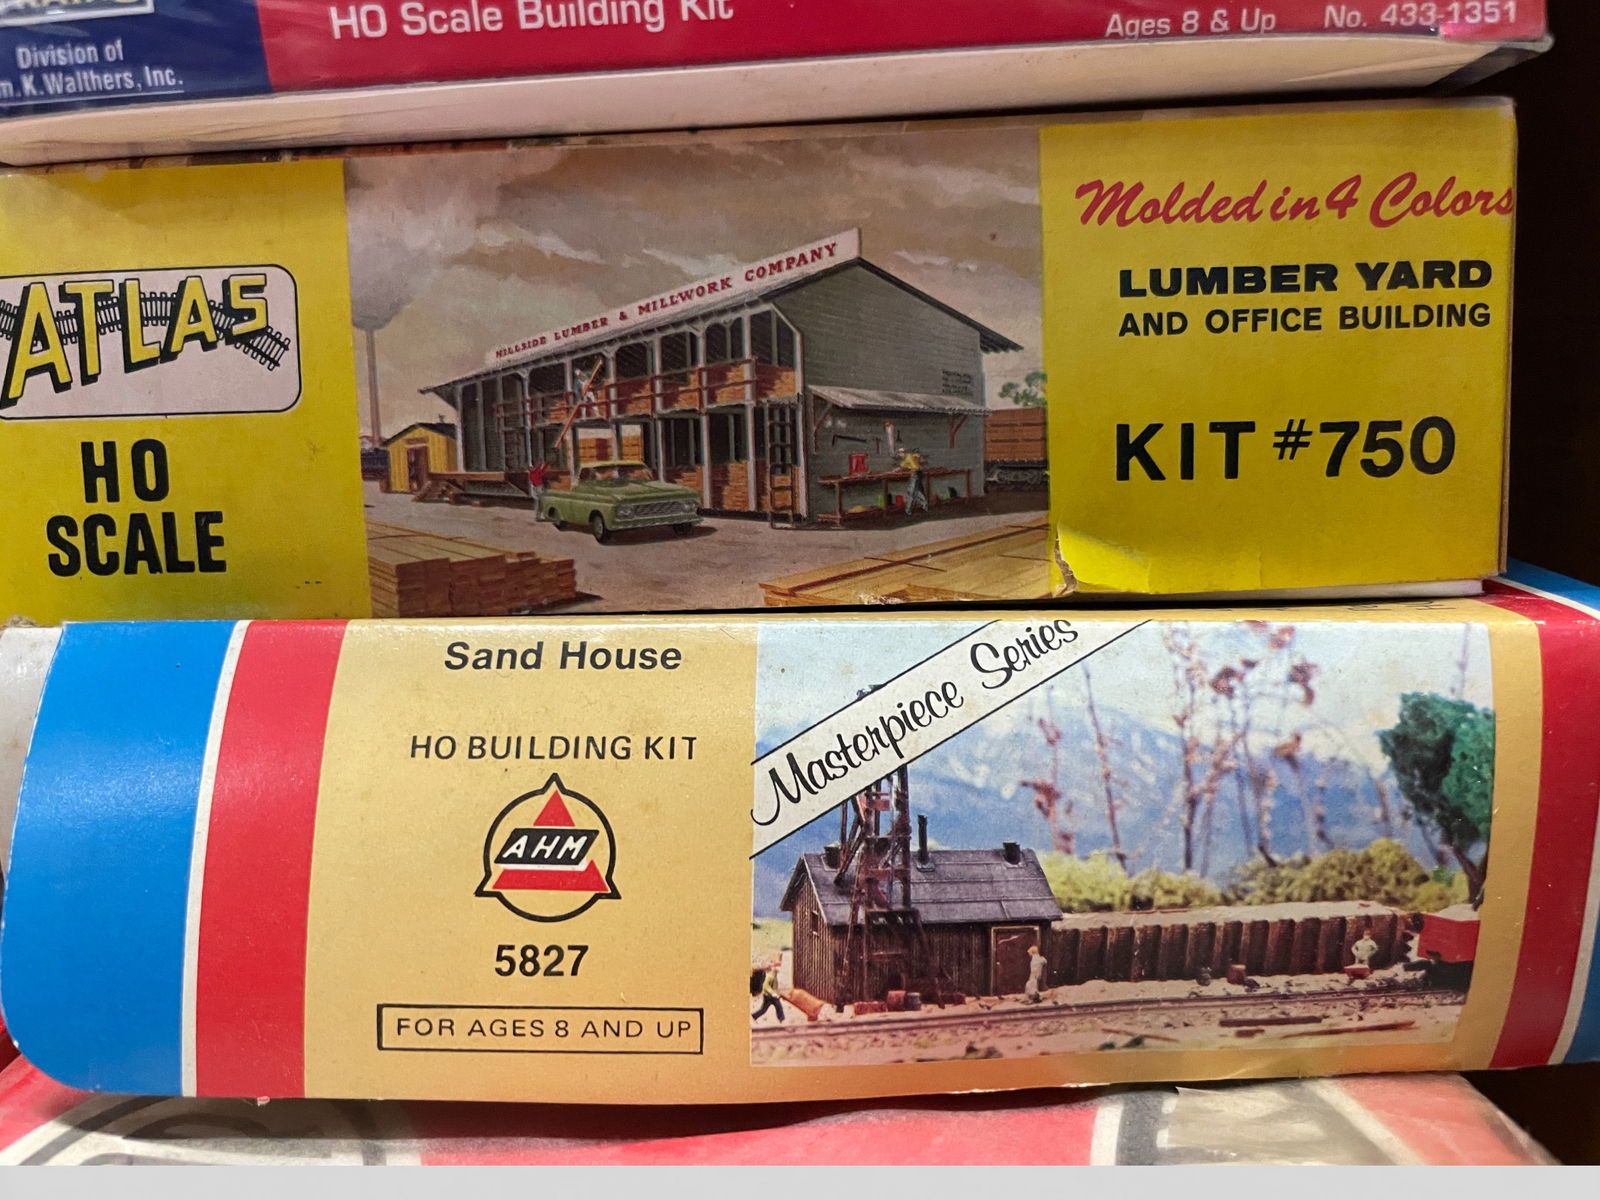 HO Scale Building Kit
Ages 8 & Up No. 433-1351
Division of
m.K.Walthers, Inc.
ATLAS
HO
SCALE
HILLSIDE LUMBER & MILLWORK COMPANY
Molded in 4 Colors
LUMBER YARD
AND OFFICE BUILDING
KIT #750
Sand House
HO BUILDING KIT
AHM
5827
FOR AGES 8 AND UP
Masterpiece Series